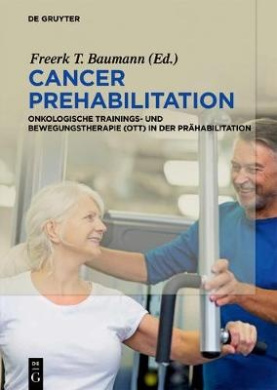 DE GRUYTER
Freerk T. Baumann (Ed.)
CANCER
PREHABILITATION
ONKOLOGISCHE TRAININGS- UND
BEWEGUNGSTHERAPIE (OTT) IN DER PRÄHABILITATION
DE
G